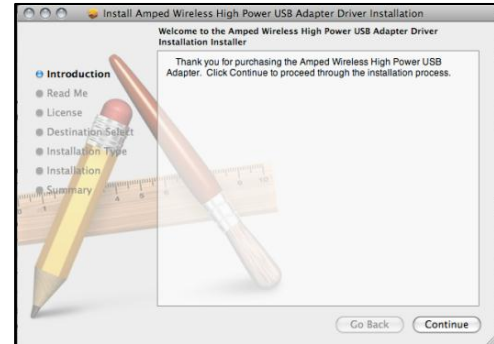 Install Amped Wireless High Power USB Adapter Driver Installation
Welcome to the Amped Wireless High Power USB Adapter Driver
Installation Installer
Thank you for purchasing the Amped Wireless High Power USB
Adapter. Click Continue to proceed through the installation process.
Introduction
Read Me
License
Destination Select
Installation Type
Installation
Summary
Go Back
Continue